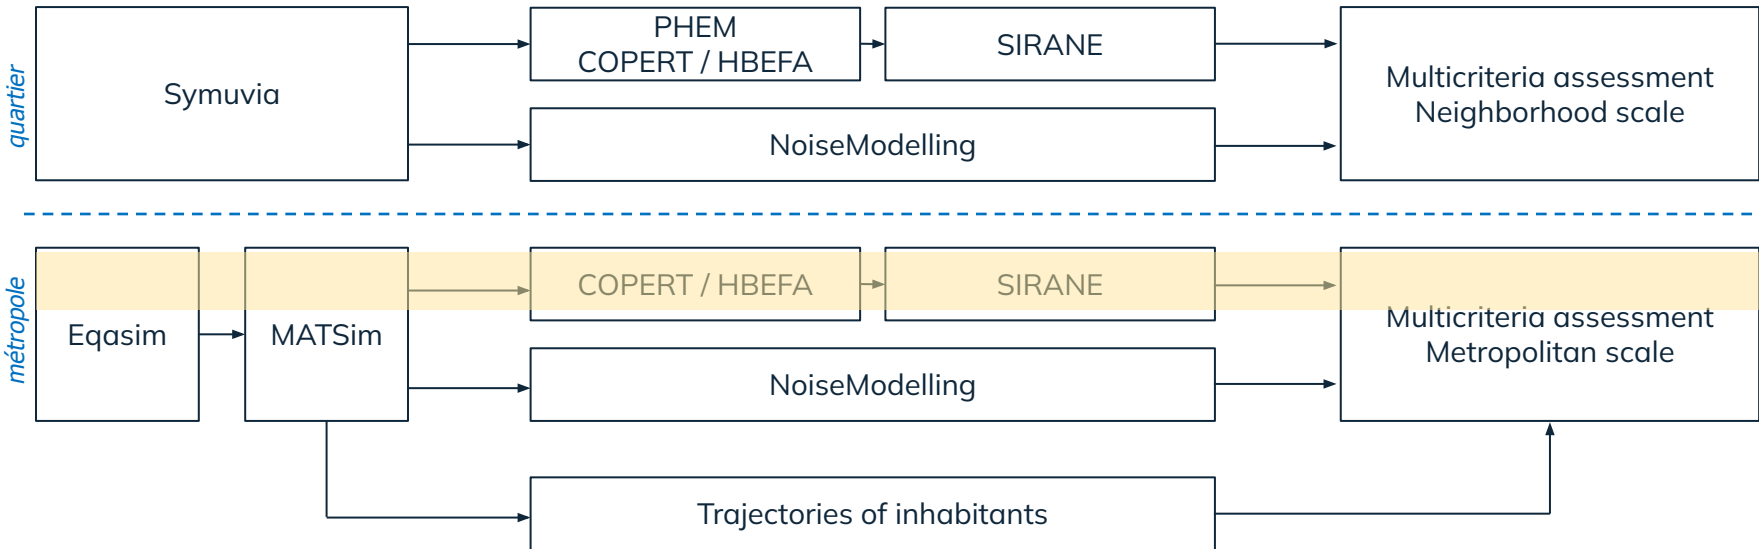 quartier
Symuvia
PHEM
COPERT / HBEFA
SIRANE
NoiseModelling
Multicriteria assessment
Neighborhood scale
métropole
Eqasim
MATSim
COPERT / HBEFA
SIRANE
NoiseModelling
Trajectories of inhabitants
Multicriteria assessment
Metropolitan scale